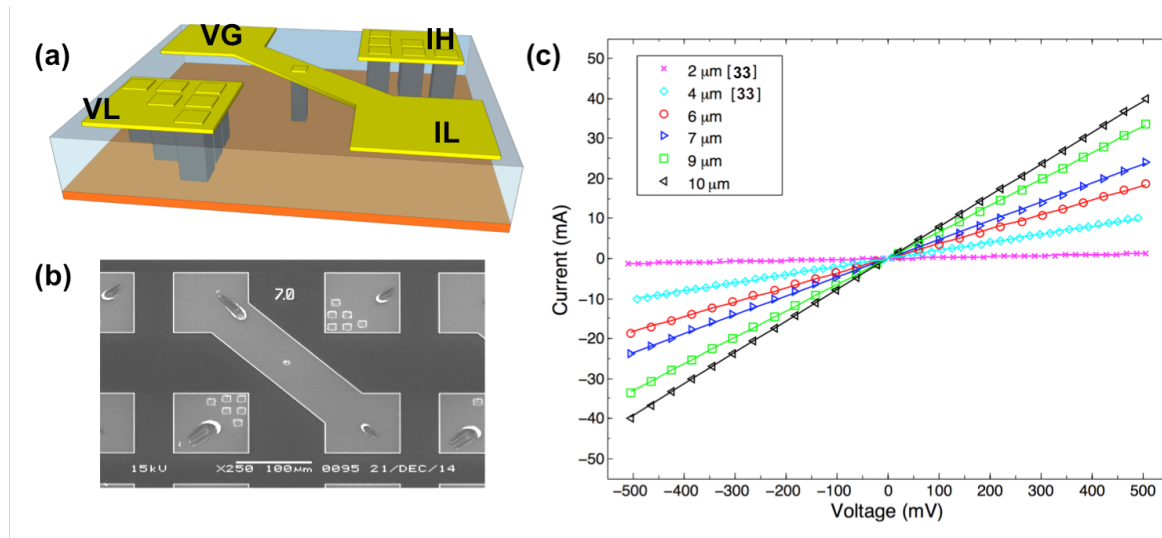 (a)
VG
IH
VL
IL
(b)
7.0
15kV X250 100μm 0095 21/DEC/14
(c)
50
40
30
20
10
0
−10
−20
−30
−40
−50
Current (mA)
2 μm [33]
4 μm [33]
6 μm
7 μm
9 μm
10 μm
−500 −400 −300 −200 −100 0 100 200 300 400 500
Voltage (mV)